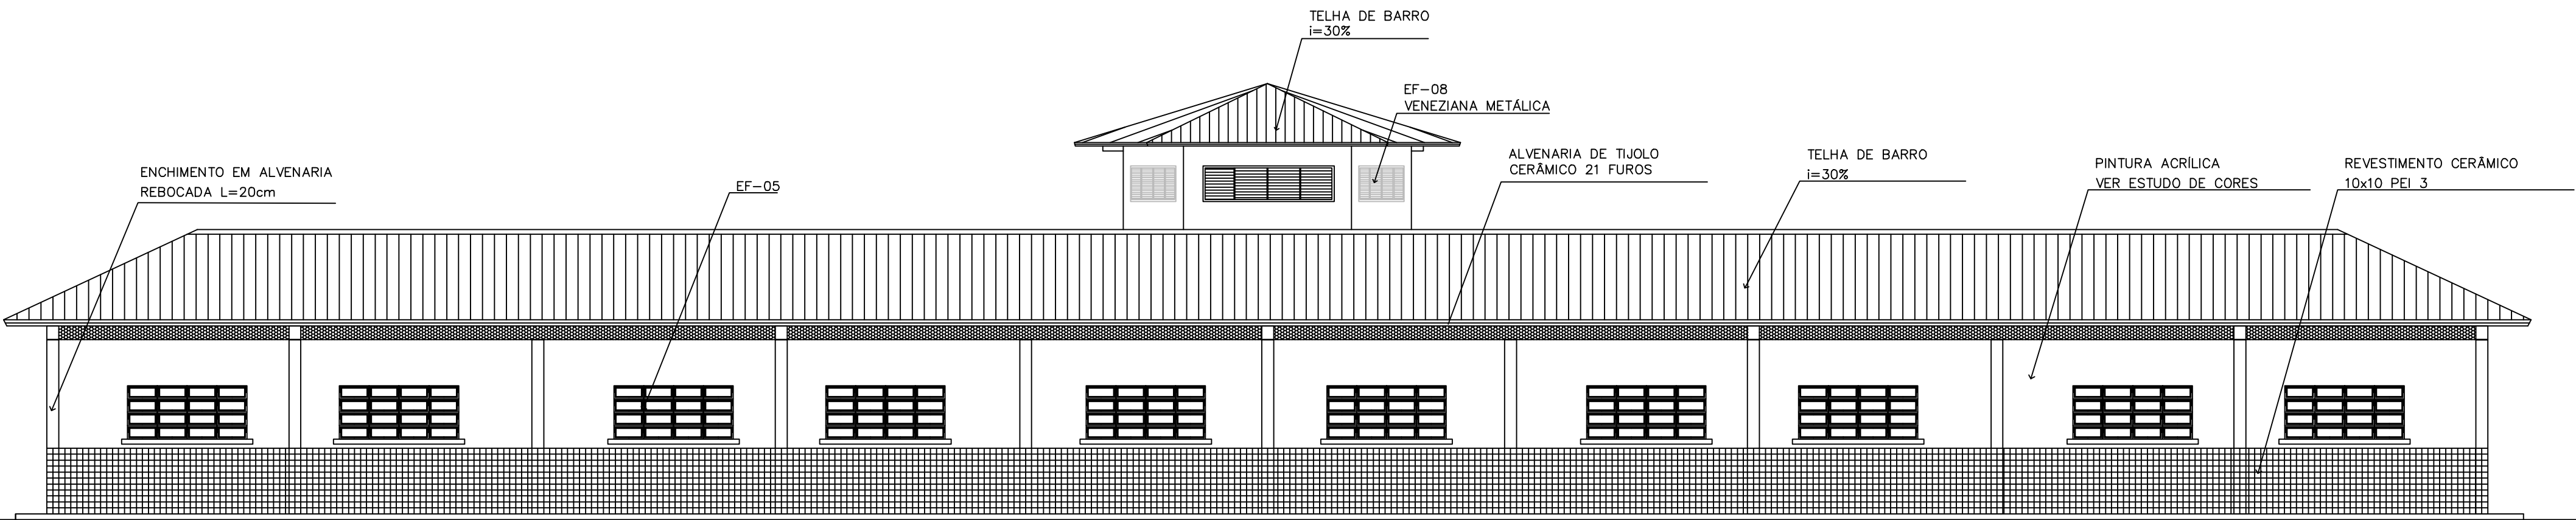 TELHA DE BARRO
i=30%
EF-08
VENEZIANA METÁLICA
ENCHIMENTO EM ALVENARIA
REBOCADA L=20cm
EF-05
ALVENARIA DE TIJOLO
CERÂMICO 21 FUROS
TELHA DE BARRO
i=30%
PINTURA ACRÍLICA
VER ESTUDO DE CORES
REVESTIMENTO CERÂMICO
10x10 PEI 3